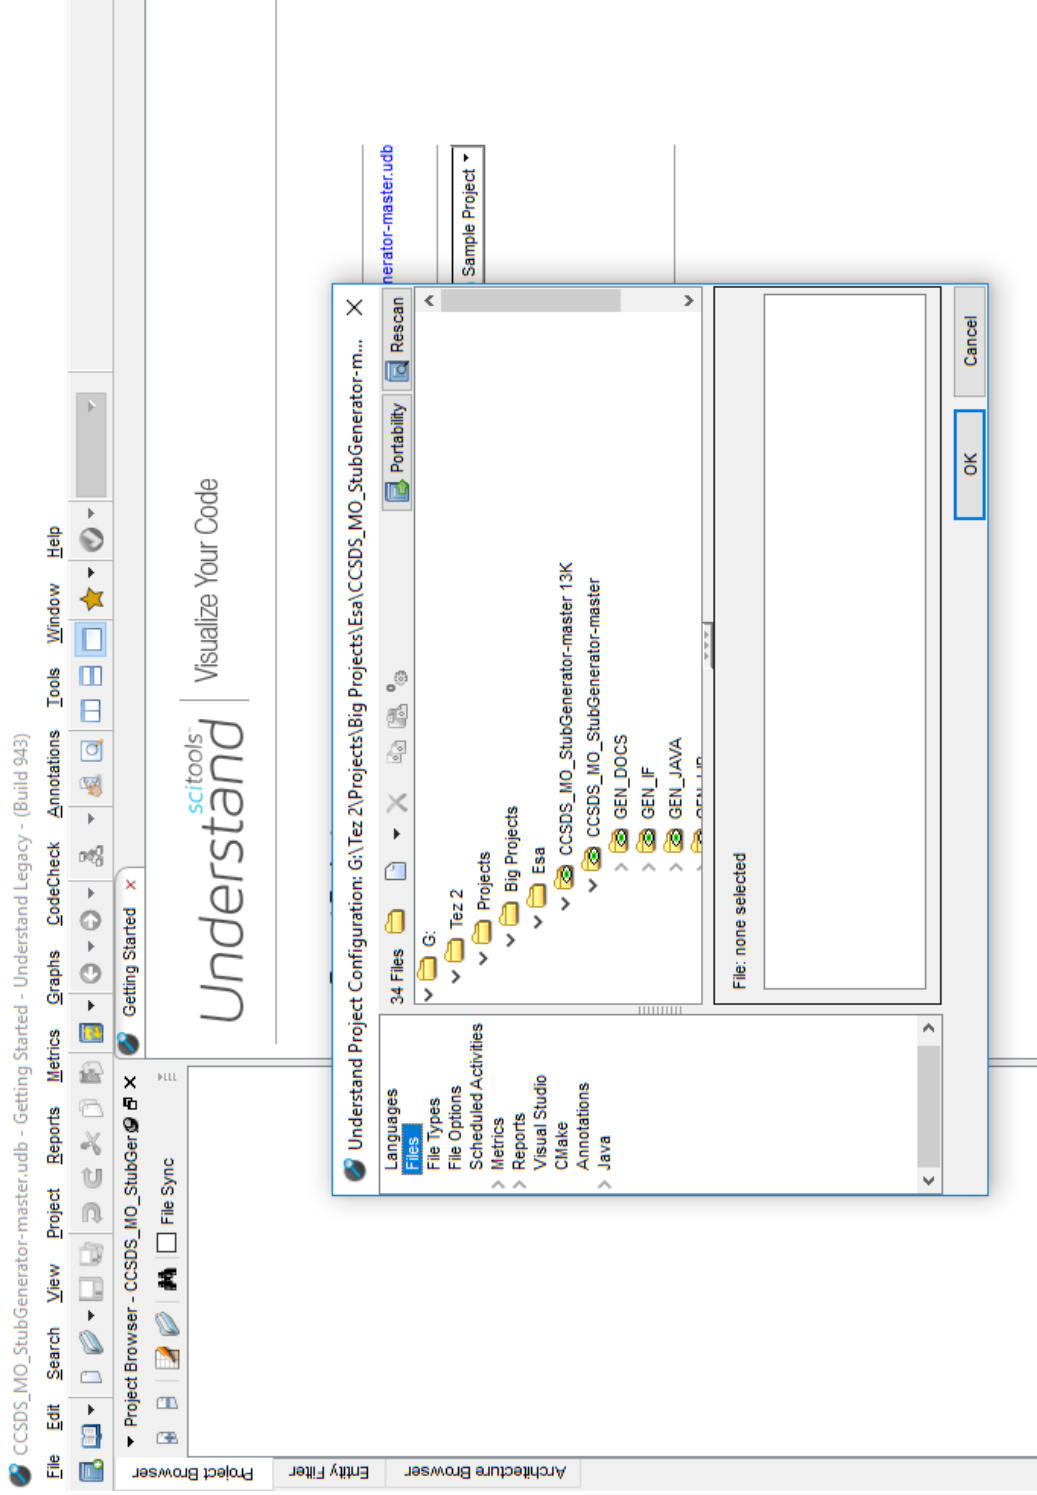 CCSDS_MO_StubGenerator-master.udb - Getting Started - Understand Legacy - (Build 943)
File Edit Search View Project Reports Metrics Graphs CodeCheck Annotations Tools Window Help
Project Browser - CCSDS_MO_StubGer
Getting Started
File Sync
Project Browser
Entity Filter
Architecture Browser
scitools
Understand
Visualize Your Code
nerator-master.udb
Sample Project
Understand Project Configuration: G:\Tez 2\Projects\Big Projects\Esa\CCSDS_MO_StubGenerator-m...
Languages
Files
File Types
File Options
Scheduled Activities
Metrics
Reports
Visual Studio
CMake
Annotations
Java
34 Files
Portability
Rescan
G:
Tez 2
Projects
Big Projects
Esa
CCSDS_MO_StubGenerator-master 13K
CCSDS_MO_StubGenerator-master
GEN_DOCS
GEN_IF
GEN_JAVA
File: none selected
OK
Cancel